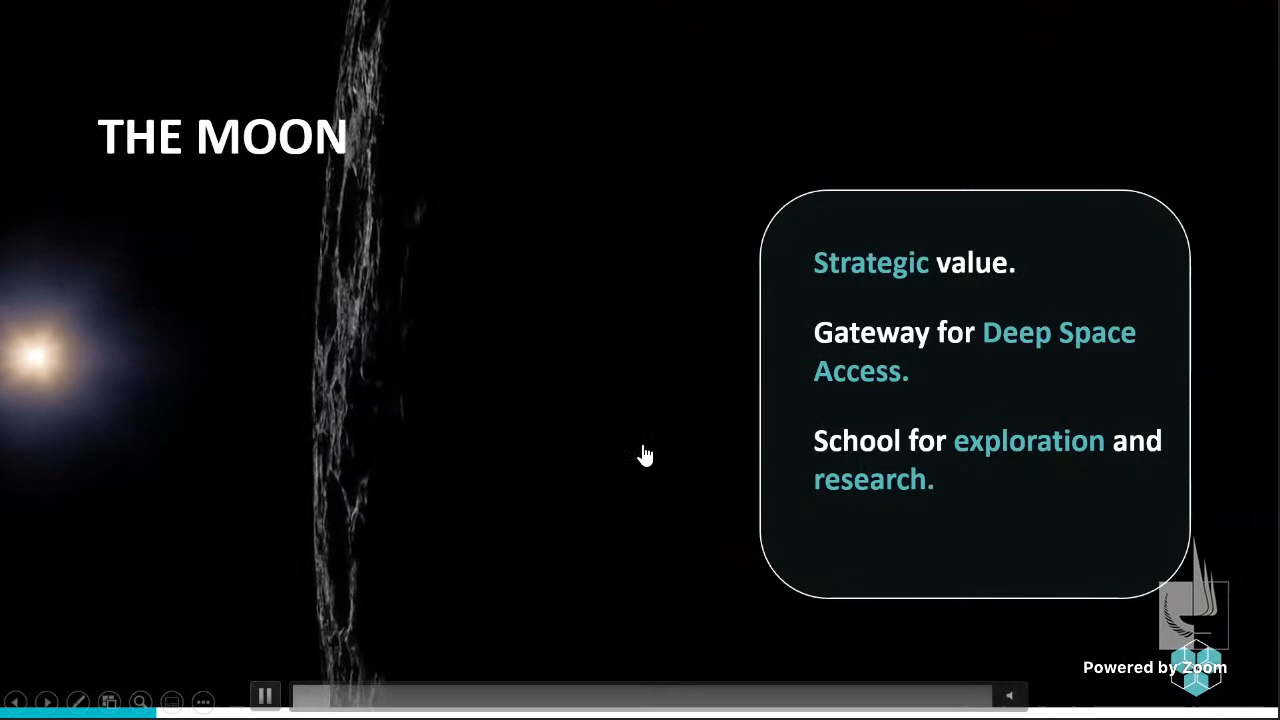 THE MOON
Strategic value.
Gateway for Deep Space
Access.
School for exploration and
research.
Powered by Zoom